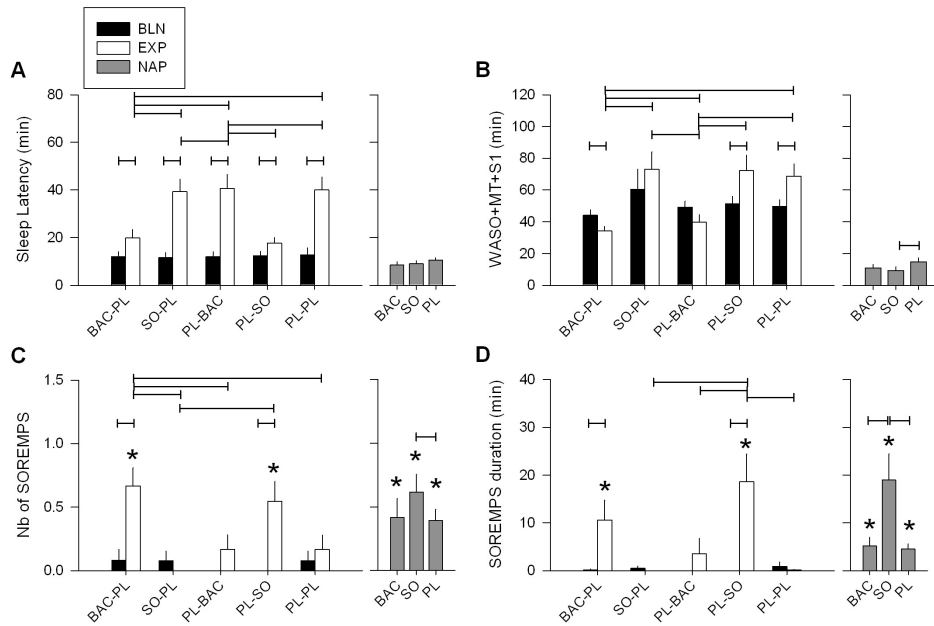 BLN
EXP
NAP
A
Sleep Latency (min)
80
60
40
20
0
BAC-PL
SO-PL
PL-BAC
PL-SO
PL-PL
BAC
SO
PL
B
WASO+MT+S1 (min)
120
100
80
60
40
20
0
BAC-PL
SO-PL
PL-BAC
PL-SO
PL-PL
BAC
SO
PL
C
Nb of SOREMPS
1.5
1.0
0.5
0.0
* * * * *
BAC-PL
SO-PL
PL-BAC
PL-SO
PL-PL
BAC
SO
PL
D
SOREMPS duration (min)
40
30
20
10
0
* * * * *
BAC-PL
SO-PL
PL-BAC
PL-SO
PL-PL
BAC
SO
PL